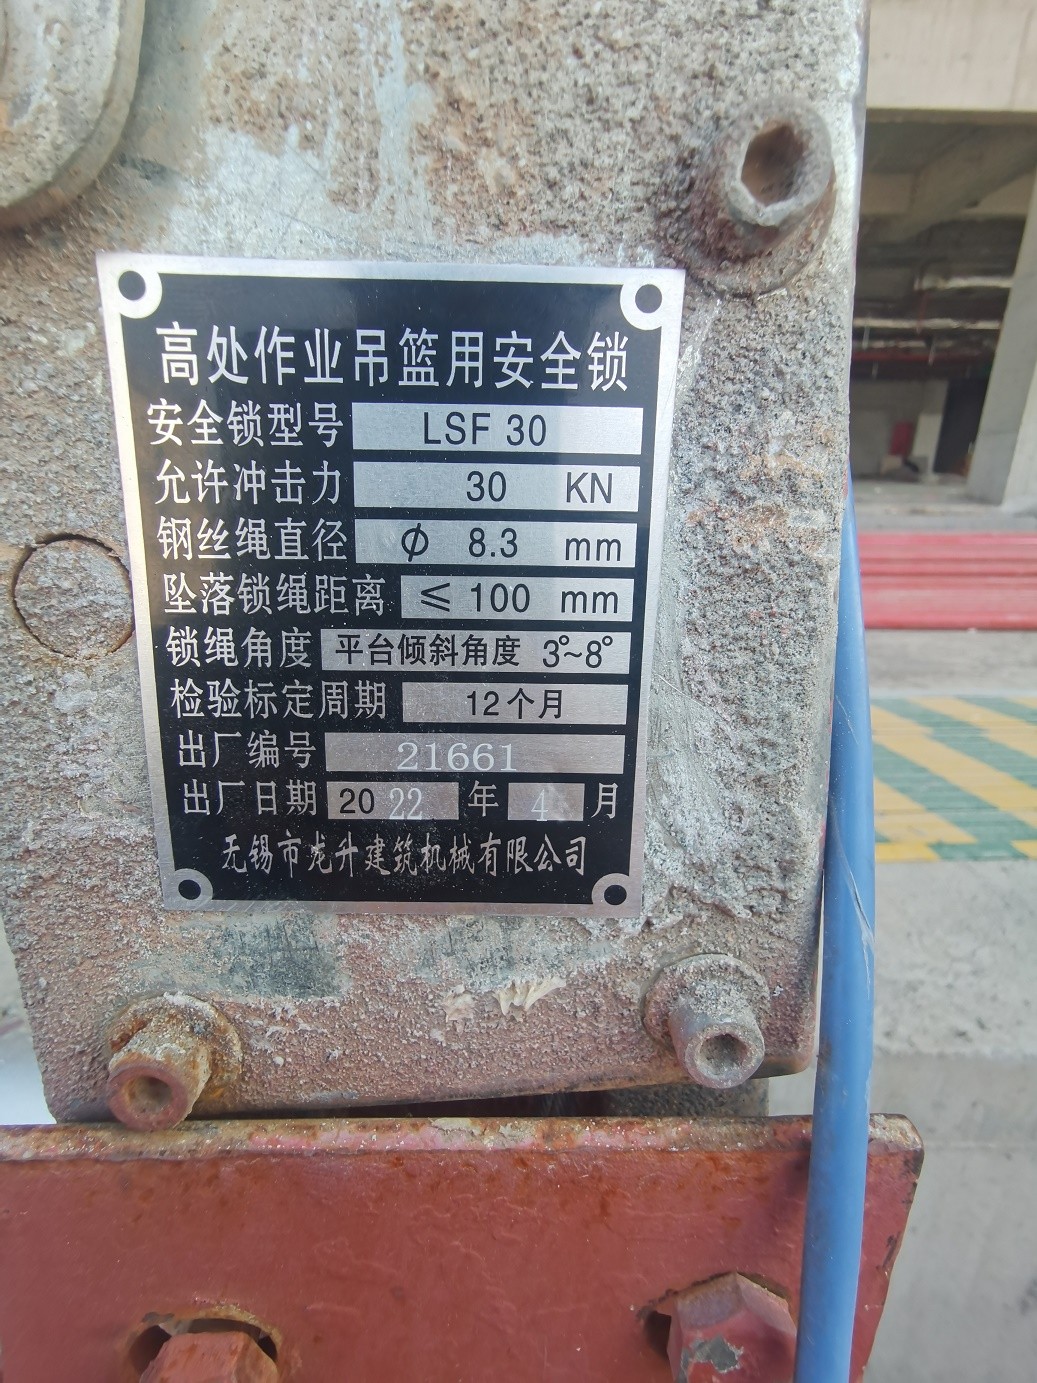 高处作业吊篮用安全锁
安全锁型号 LSF 30
允许冲击力 30 KN
钢丝绳直径 ϕ 8.3 mm
坠落锁绳距离 ≤ 100 mm
锁绳角度 平台倾斜角度 3°~8°
检验标定周期 12个月
出厂编号 21661
出厂日期 2022 年 4 月
无锡市龙升建筑机械有限公司